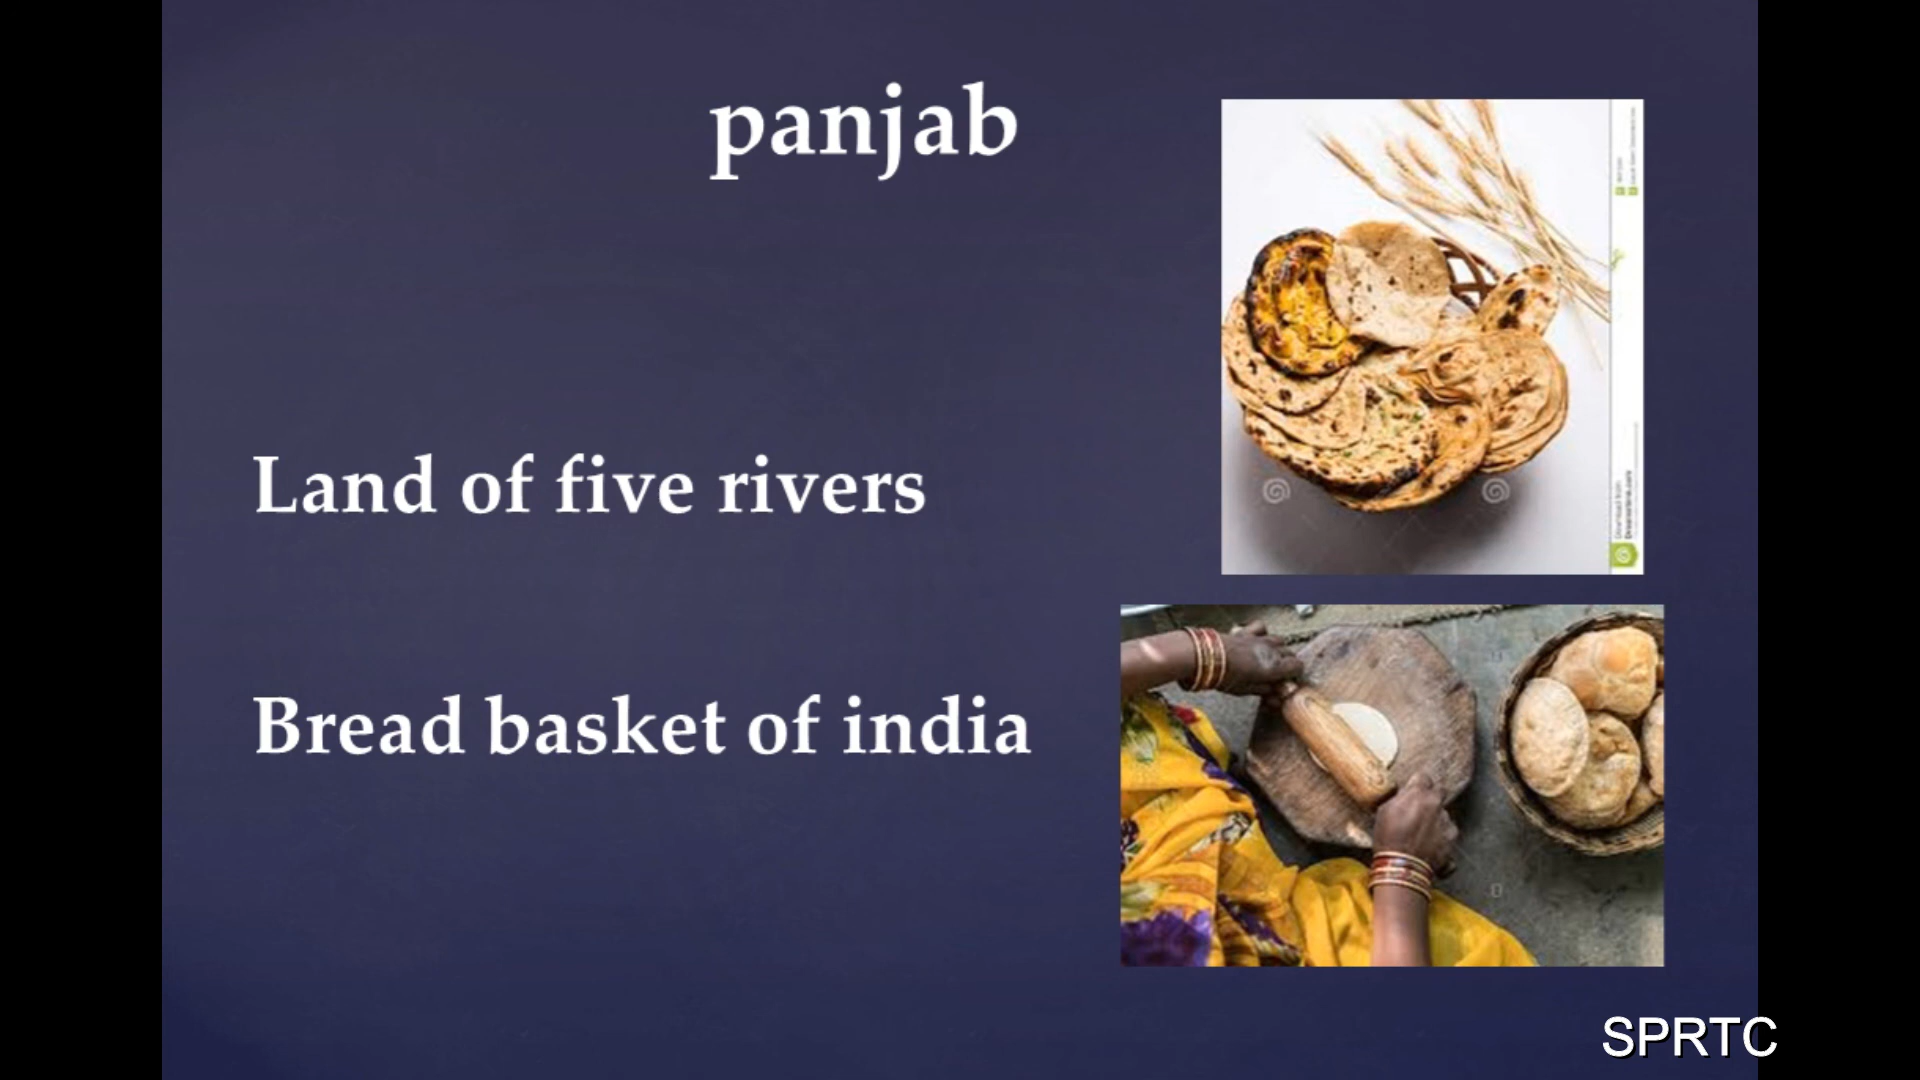 panjab
Land of five rivers
Bread basket of india
SPRTC